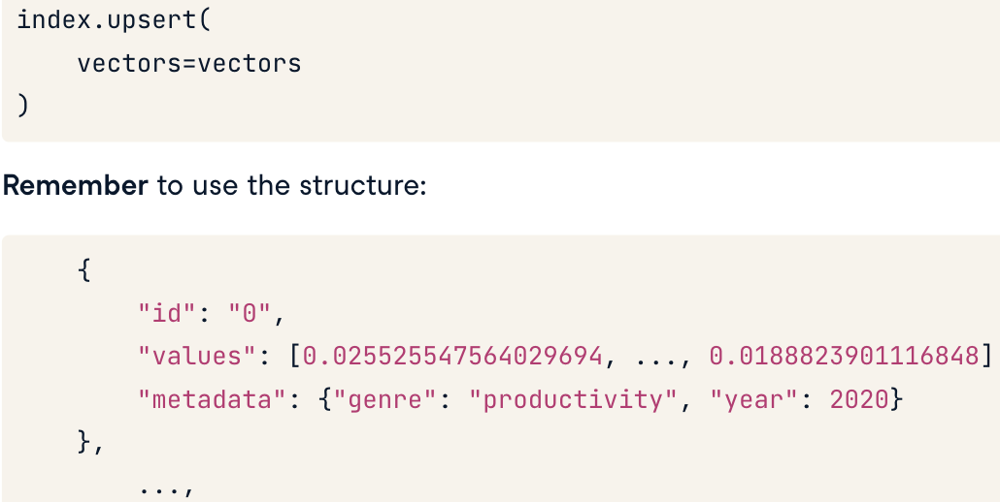 index.upsert(
    vectors=vectors
)
Remember to use the structure:
    {
        "id": "0",
        "values": [0.025525547564029694, ..., 0.0188823901116848]
        "metadata": {"genre": "productivity", "year": 2020}
    },
        ...,